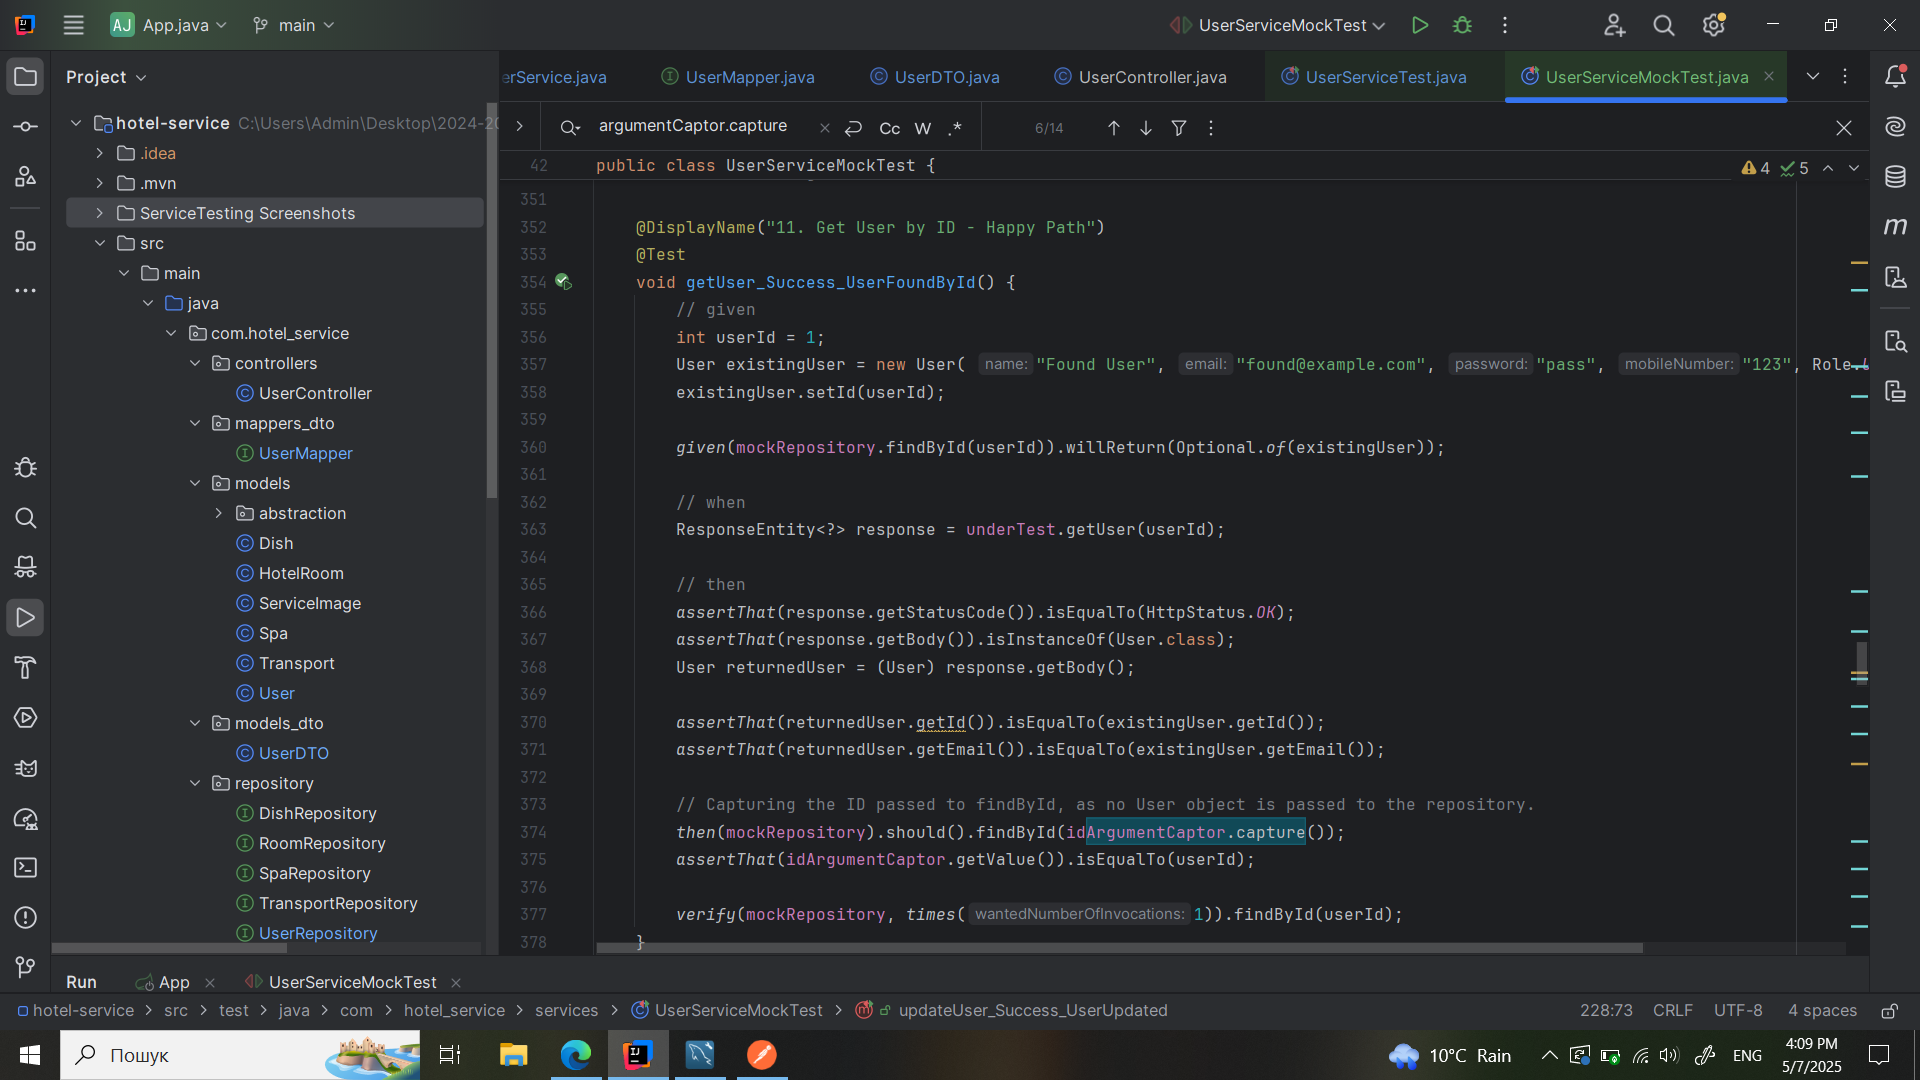 AJ App.java main UserServiceMockTest
Project
erService.java UserMapper.java UserDTO.java UserController.java UserServiceTest.java UserServiceMockTest.java
argumentCaptor.capture Cc W .* 6/14
hotel-service C:\Users\Admin\Desktop\2024-20
.idea
.mvn
ServiceTesting Screenshots
src
main
java
com.hotel_service
controllers
UserController
mappers_dto
UserMapper
models
abstraction
Dish
HotelRoom
ServiceImage
Spa
Transport
User
models_dto
UserDTO
repository
DishRepository
RoomRepository
SpaRepository
TransportRepository
UserRepository
42 public class UserServiceMockTest { 4 5
351
352 @DisplayName("11. Get User by ID - Happy Path")
353 @Test
354 void getUser_Success_UserFoundById() {
355 // given
356 int userId = 1;
357 User existingUser = new User( name: "Found User", email: "found@example.com", password: "pass", mobileNumber: "123", Role.
358 existingUser.setId(userId);
359
360 given(mockRepository.findById(userId)).willReturn(Optional.of(existingUser));
361
362 // when
363 ResponseEntity<?> response = underTest.getUser(userId);
364
365 // then
366 assertThat(response.getStatusCode()).isEqualTo(HttpStatus.OK);
367 assertThat(response.getBody()).isInstanceOf(User.class);
368 User returnedUser = (User) response.getBody();
369
370 assertThat(returnedUser.getId()).isEqualTo(existingUser.getId());
371 assertThat(returnedUser.getEmail()).isEqualTo(existingUser.getEmail());
372
373 // Capturing the ID passed to findById, as no User object is passed to the repository.
374 then(mockRepository).should().findById(idArgumentCaptor.capture());
375 assertThat(idArgumentCaptor.getValue()).isEqualTo(userId);
376
377 verify(mockRepository, times( wantedNumberOfInvocations: 1)).findById(userId);
378 }
Run App UserServiceMockTest
hotel-service > src > test > java > com > hotel_service > services > UserServiceMockTest > updateUser_Success_UserUpdated 228:73 CRLF UTF-8 4 spaces
Пошук 10°C Rain ENG 4:09 PM
5/7/2025